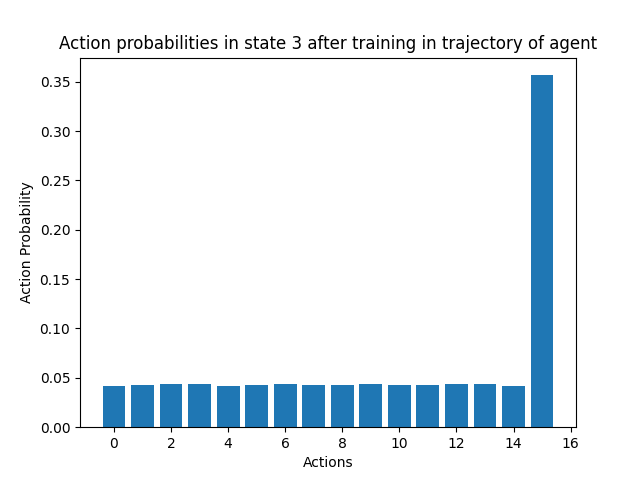 Action probabilities in state 3 after training in trajectory of agent
0.35
0.30
0.25
0.20
0.15
0.10
0.05
0.00
Action Probability
0 2 4 6 8 10 12 14 16
Actions